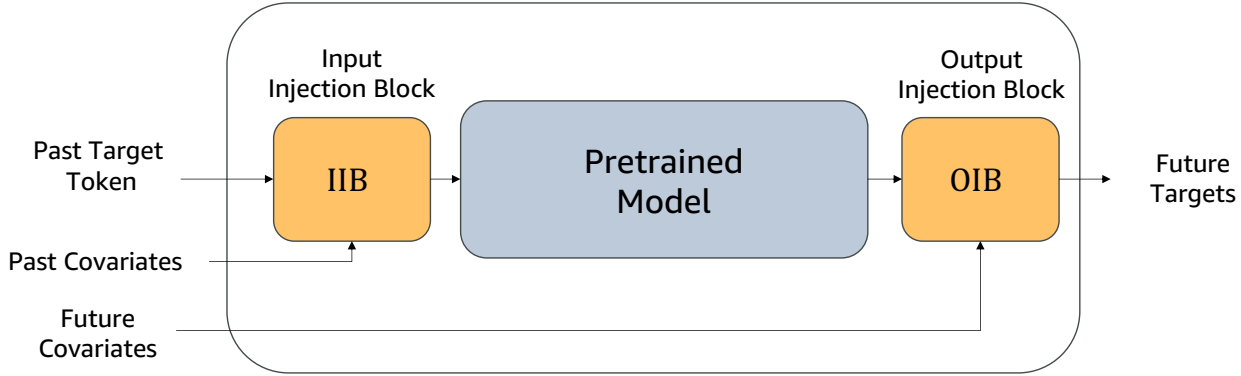 Input
Injection Block
Output
Injection Block
Past Target
Token
IIB
Pretrained
Model
OIB
Future
Targets
Past Covariates
Future
Covariates